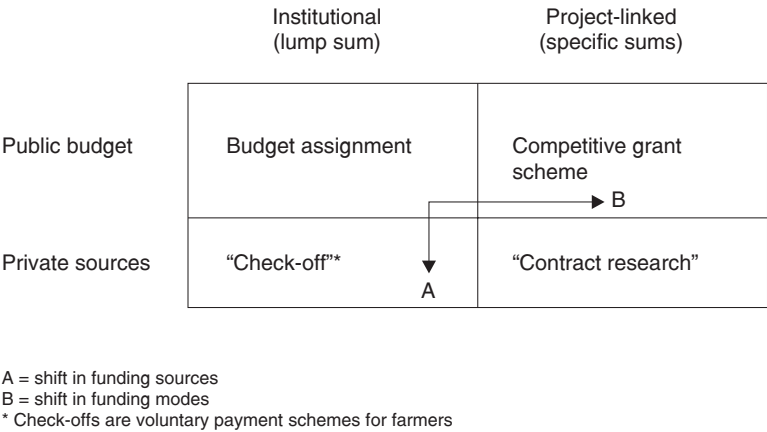 Institutional
(lump sum)
Project-linked
(specific sums)
Public budget
Budget assignment
Competitive grant
scheme
B
Private sources
“Check-off”*
“Contract research”
A
A = shift in funding sources
B = shift in funding modes
* Check-offs are voluntary payment schemes for farmers